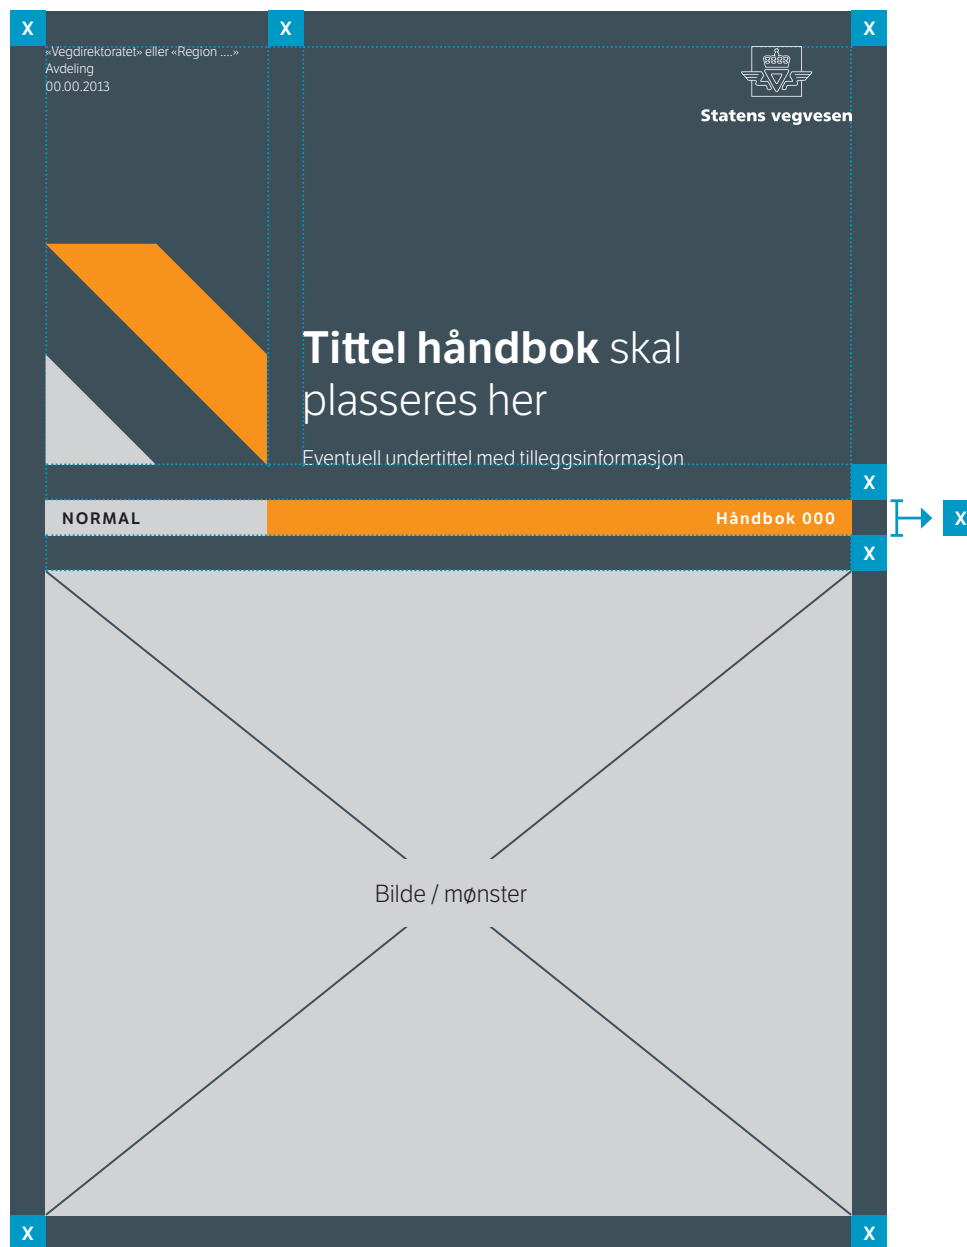 X X X
«Vegdirektoratet» eller «Region ....»
Avdeling
00.00.2013
Statens vegvesen
Tittel håndbok skal
plasseres her
Eventuell undertittel med tilleggsinformasjon
X
NORMAL Håndbok 000 X
X
Bilde / mønster
X X